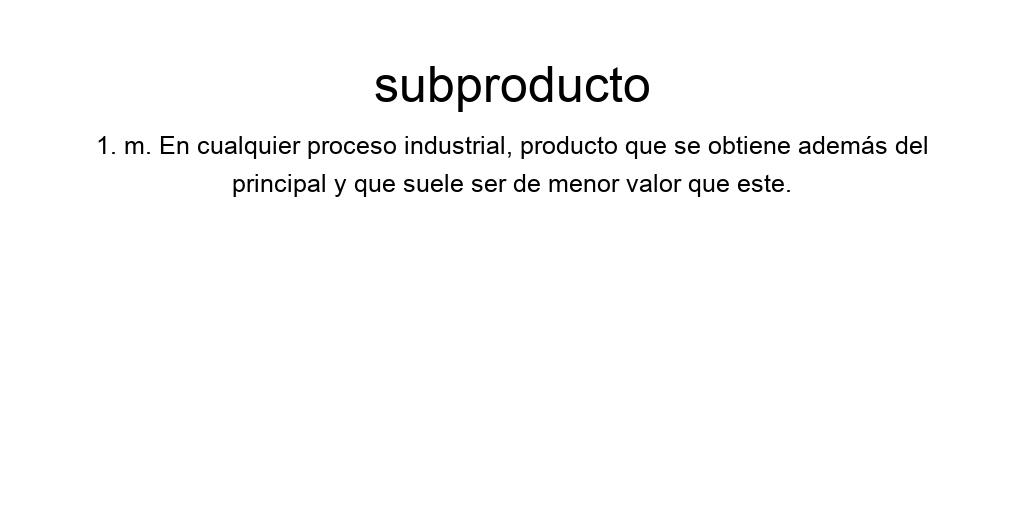 subproducto
1. m. En cualquier proceso industrial, producto que se obtiene además del
principal y que suele ser de menor valor que este.